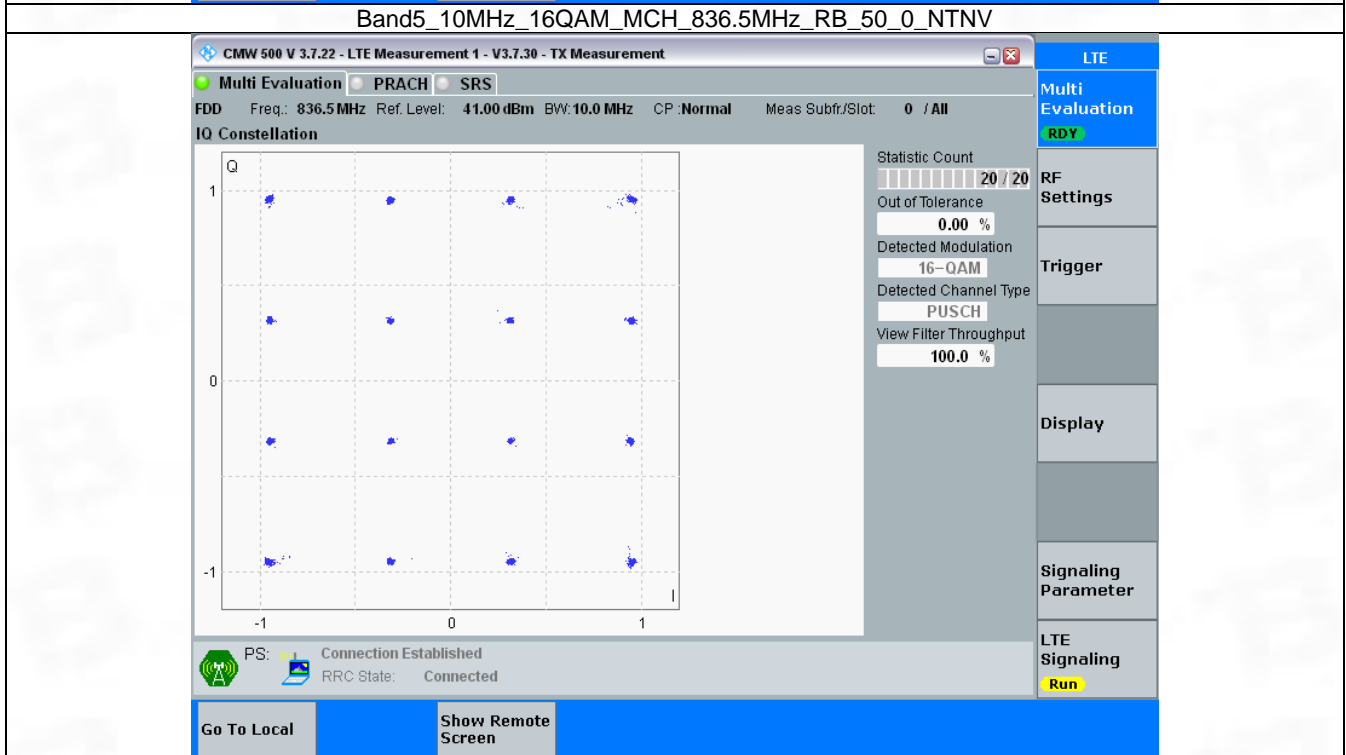 Band5_10MHz_16QAM_MCH_836.5MHz_RB_50_0_NTNV
CMW 500 V 3.7.22 - LTE Measurement 1 - V3.7.30 - TX Measurement
LTE
Multi Evaluation PRACH SRS
FDD Freq.: 836.5 MHz Ref. Level: 41.00 dBm BW: 10.0 MHz CP :Normal Meas Subfr./Slot: 0 / All
IQ Constellation
Q
1
0
-1
I
-1 0 1
Statistic Count
20 / 20
Out of Tolerance
0.00 %
Detected Modulation
16-QAM
Detected Channel Type
PUSCH
View Filter Throughput
100.0 %
Multi
Evaluation
RDY
RF
Settings
Trigger
Display
Signaling
Parameter
LTE
Signaling
Run
PS: Connection Established
RRC State: Connected
Go To Local
Show Remote
Screen